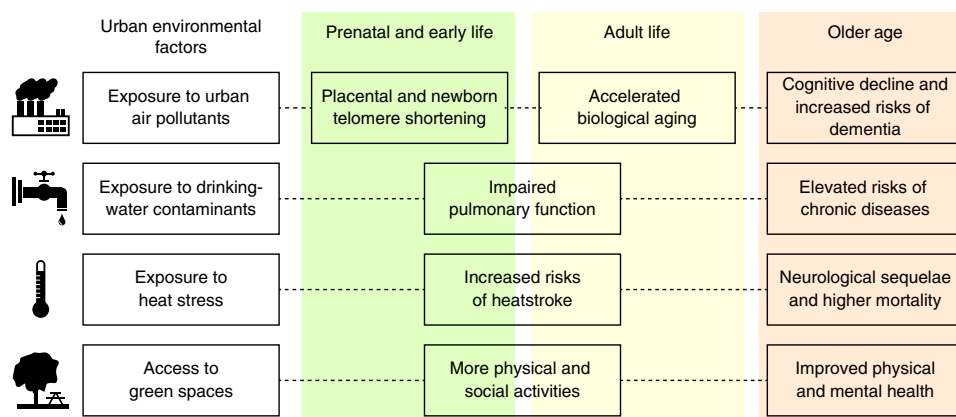 Urban environmental
factors
Prenatal and early life
Adult life
Older age
Exposure to urban
air pollutants
Placental and newborn
telomere shortening
Accelerated
biological aging
Cognitive decline and
increased risks of
dementia
Exposure to drinking-
water contaminants
Impaired
pulmonary function
Elevated risks of
chronic diseases
Exposure to
heat stress
Increased risks
of heatstroke
Neurological sequelae
and higher mortality
Access to
green spaces
More physical and
social activities
Improved physical
and mental health